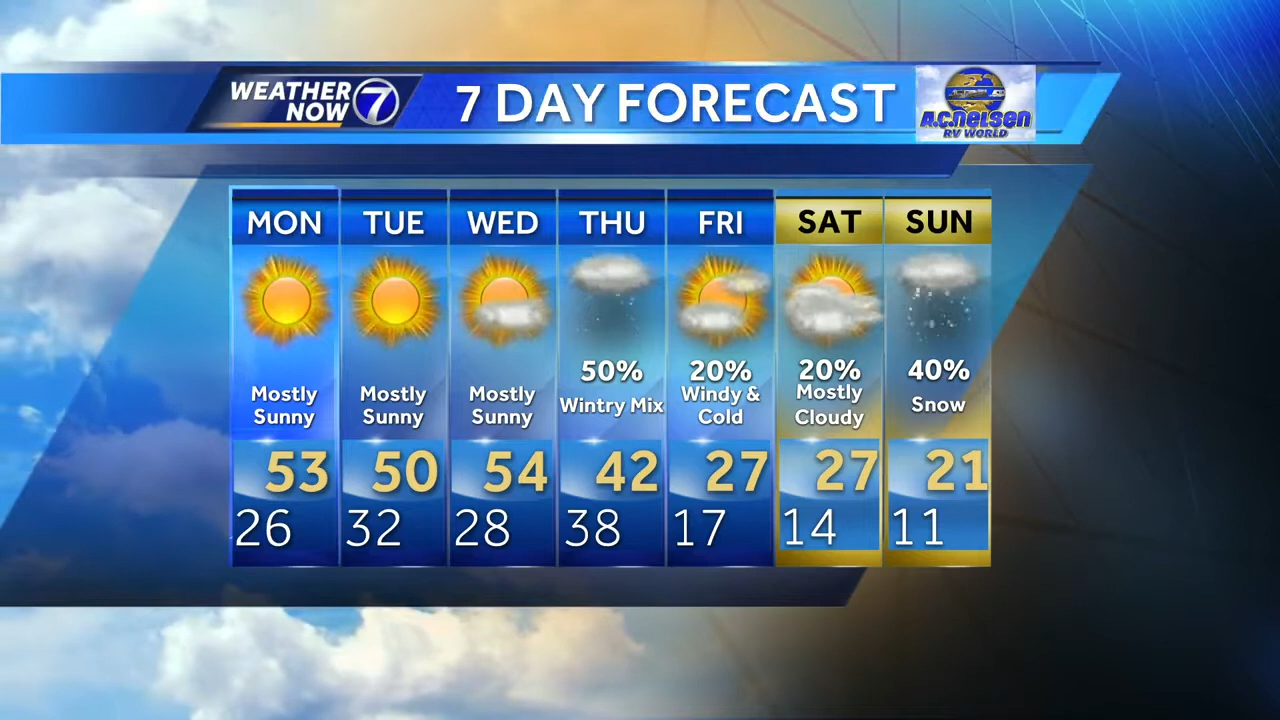 WEATHER
NOW 7
7 DAY FORECAST
A.C.NELSEN
RV WORLD
MON TUE WED THU FRI SAT SUN
50% 20% 20% 40%
Mostly Mostly Mostly Wintry Mix Windy & Mostly Snow
Sunny Sunny Sunny Cold Cloudy
53 50 54 42 27 27 21
26 32 28 38 17 14 11